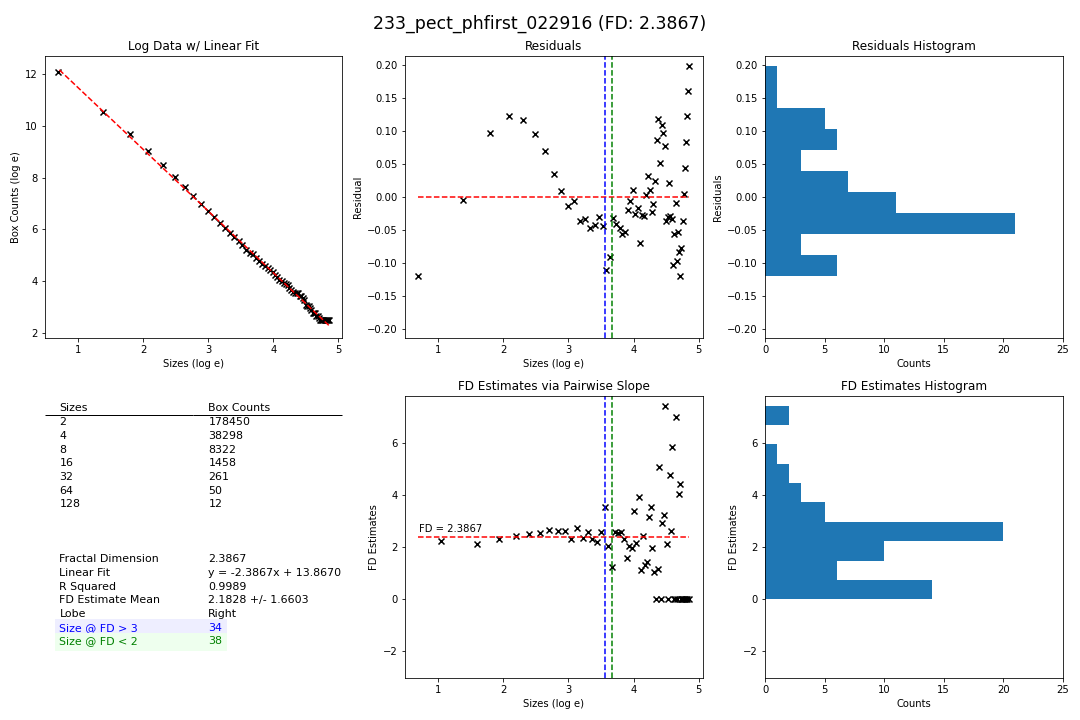 233_pect_phfirst_022916 (FD: 2.3867)
Log Data w/ Linear Fit
Box Counts (log e)
12
10
8
6
4
2
1 2 3 4 5
Sizes (log e)
Residuals
Residual
0.20
0.15
0.10
0.05
0.00
−0.05
−0.10
−0.15
−0.20
1 2 3 4 5
Sizes (log e)
Residuals Histogram
Residuals
0.20
0.15
0.10
0.05
0.00
−0.05
−0.10
−0.15
−0.20
0 5 10 15 20 25
Counts
Sizes Box Counts
2 178450
4 38298
8 8322
16 1458
32 261
64 50
128 12
Fractal Dimension 2.3867
Linear Fit y = -2.3867x + 13.8670
R Squared 0.9989
FD Estimate Mean 2.1828 +/- 1.6603
Lobe Right
Size @ FD > 3 34
Size @ FD < 2 38
FD Estimates via Pairwise Slope
FD Estimates
6
4
2
0
−2
FD = 2.3867
1 2 3 4 5
Sizes (log e)
FD Estimates Histogram
FD Estimates
6
4
2
0
−2
0 5 10 15 20 25
Counts